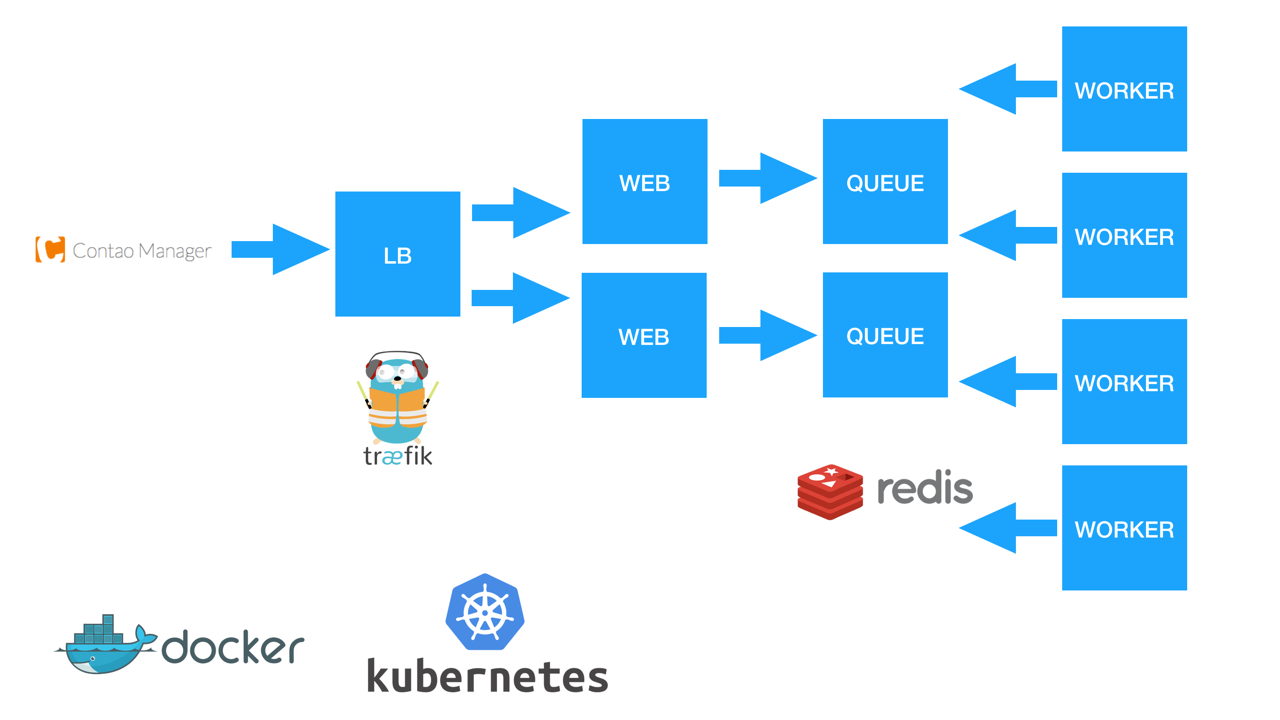 WORKER
WEB
QUEUE
WORKER
Contao Manager
LB
WEB
QUEUE
WORKER
træfik
redis
WORKER
docker
kubernetes